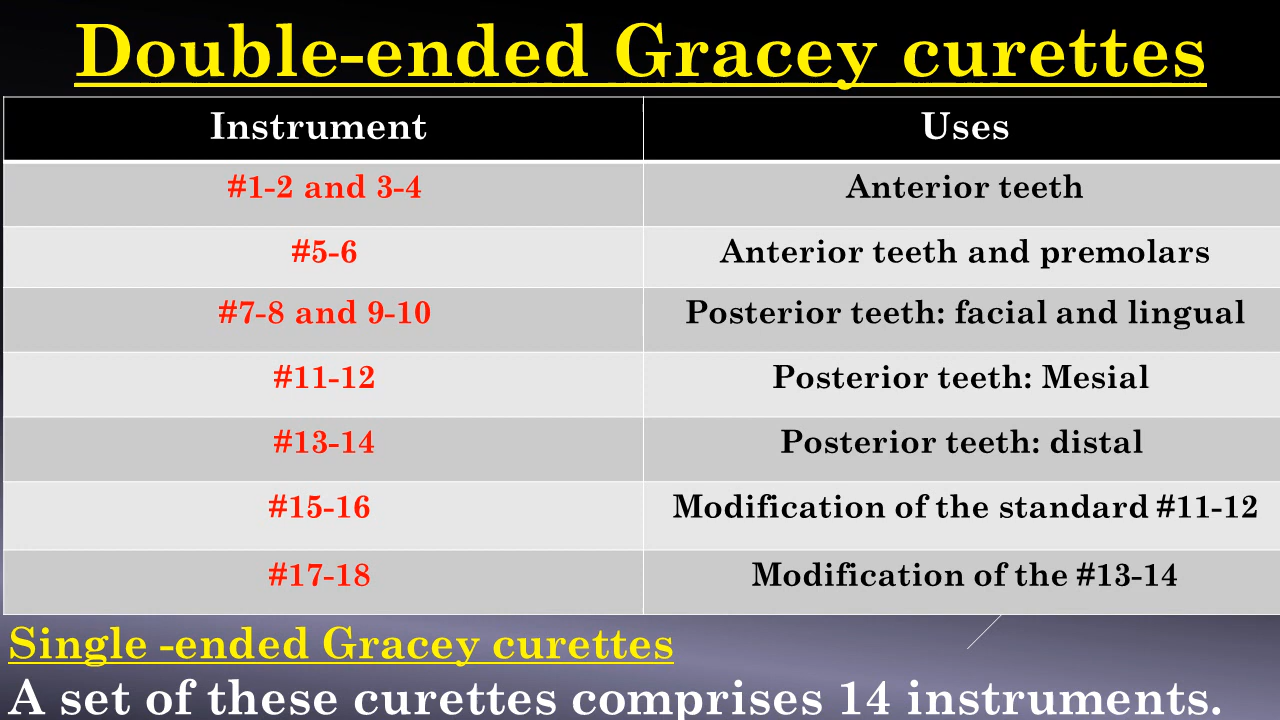 Double-ended Gracey curettes
Instrument Uses
#1-2 and 3-4 Anterior teeth
#5-6 Anterior teeth and premolars
#7-8 and 9-10 Posterior teeth: facial and lingual
#11-12 Posterior teeth: Mesial
#13-14 Posterior teeth: distal
#15-16 Modification of the standard #11-12
#17-18 Modification of the #13-14
Single -ended Gracey curettes
A set of these curettes comprises 14 instruments.